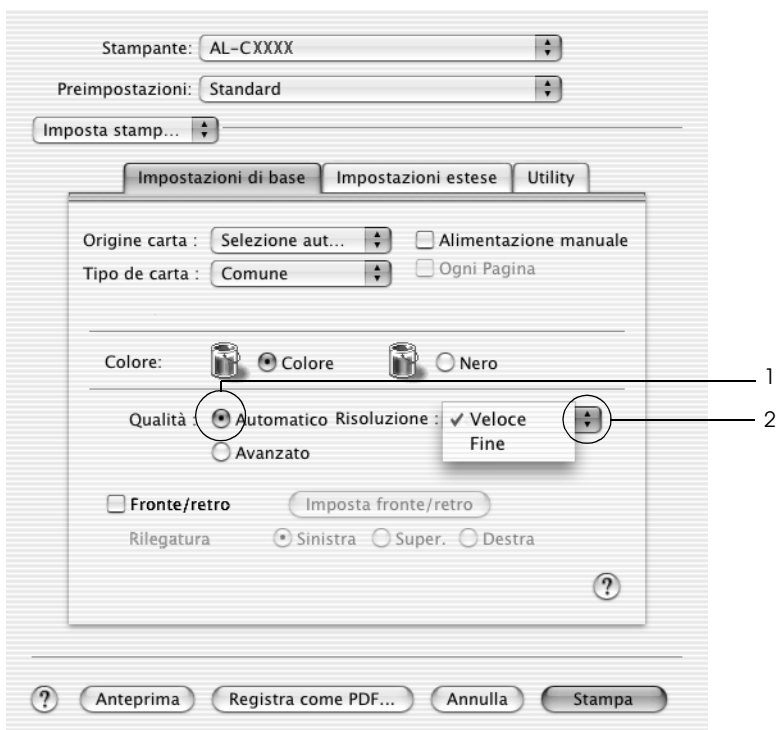 Stampante: AL-CXXXX
Preimpostazioni: Standard
Imposta stamp...
Impostazioni di base Impostazioni estese Utility
Origine carta : Selezione aut... Alimentazione manuale
Tipo de carta : Comune Ogni Pagina
Colore: Colore Nero
1
Qualità : Automatico Risoluzione : ✓ Veloce 2
Fine
Avanzato
Fronte/retro Imposta fronte/retro
Rilegatura Sinistra Super. Destra
?
? Anteprima Registra come PDF... Annulla Stampa